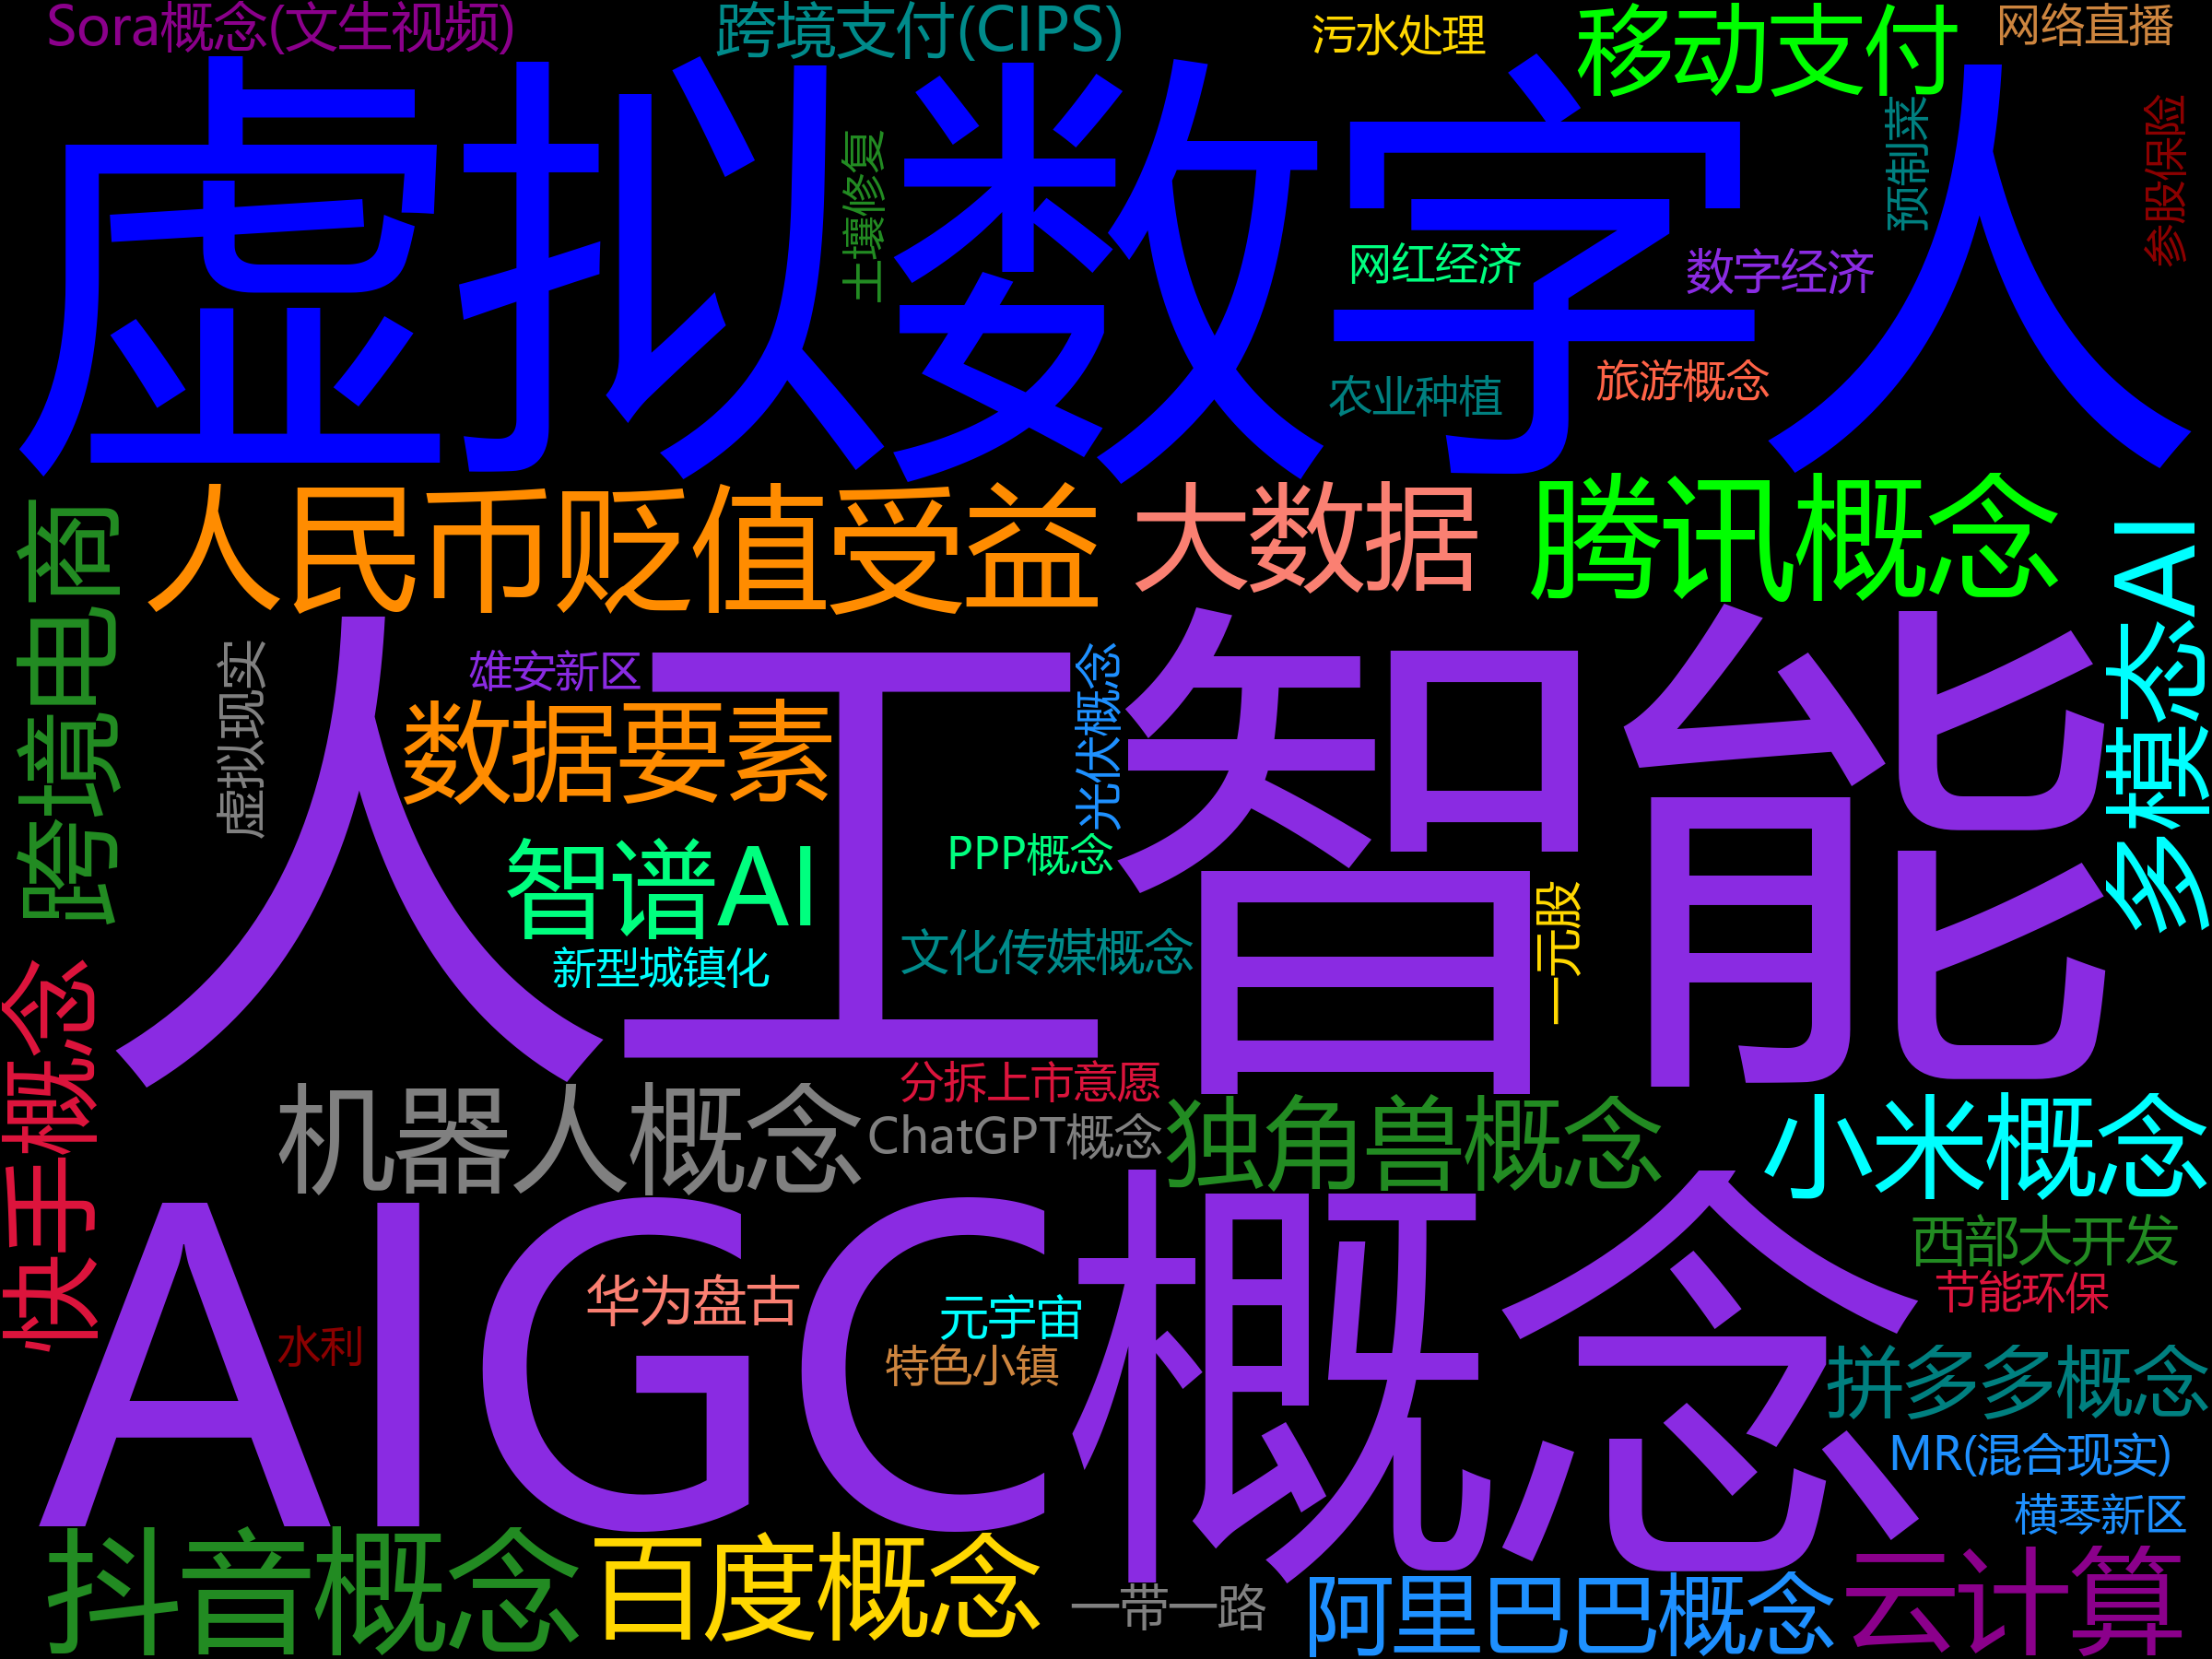 Sora概念(文生视频)
跨境支付(CIPS)
污水处理
移动支付
网络直播
虚拟数字人
土壤修复
预制菜
参股保险
网红经济
数字经济
农业种植
旅游概念
跨境电商
人民币贬值受益
大数据
腾讯概念
多模态AI
人工智能
虚拟现实
雄安新区
光伏概念
数据要素
智谱AI
PPP概念
一元股
新型城镇化
文化传媒概念
快手概念
分拆上市意愿
机器人概念
ChatGPT概念
独角兽概念
小米概念
AIGC概念
西部大开发
节能环保
华为盘古
元宇宙
水利
特色小镇
拼多多概念
MR(混合现实)
横琴新区
抖音概念
百度概念
一带一路
阿里巴巴概念
云计算